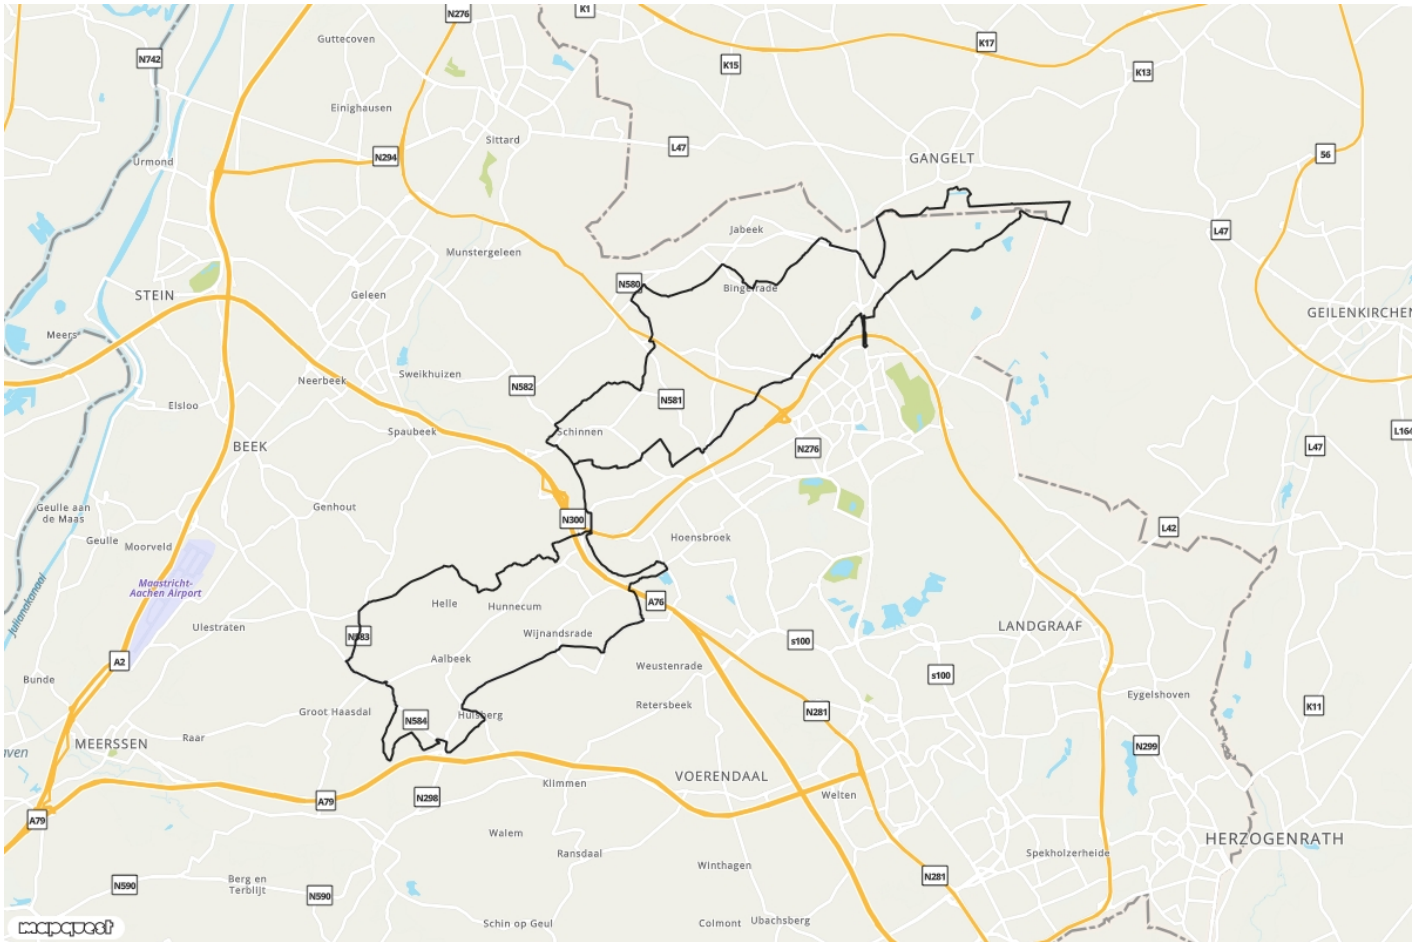 N276
K1
Guttecoven
K17
N742
K15
K13
Einighausen
Sittard
L47
56
N294
Urmond
GANGELT
Jabeek
L47
Munstergeleen
N580
Bingelrade
STEIN
Geleen
GEILENKIRCHEN
Meers
Sweikhuizen
Neerbeek
N582
N581
Elsloo
Spaubeek
Schinnen
L164
BEEK
N276
L47
Geulle aan
de Maas
Genhout
N300
L42
Geulle
Moorveld
Hoensbroek
Maastricht-
Aachen Airport
Julianakanaal
Helle
Hunnecum
A76
Ulestraten
N583
Wijnandsrade
s100
LANDGRAAF
A2
Aalbeek
Weustenrade
s100
Bunde
Eygelshoven
Groot Haasdal
N584
Hulsberg
Retersbeek
N281
K11
Raar
MEERSSEN
N299
aven
Klimmen
VOERENDAAL
A79
N298
Welten
A79
Walem
HERZOGENRATH
Ransdaal
Spekholzerheide
Winthagen
N281
N590
Berg en
Terblijt
N590
Schin op Geul
Colmont
Ubachsberg
mapquest